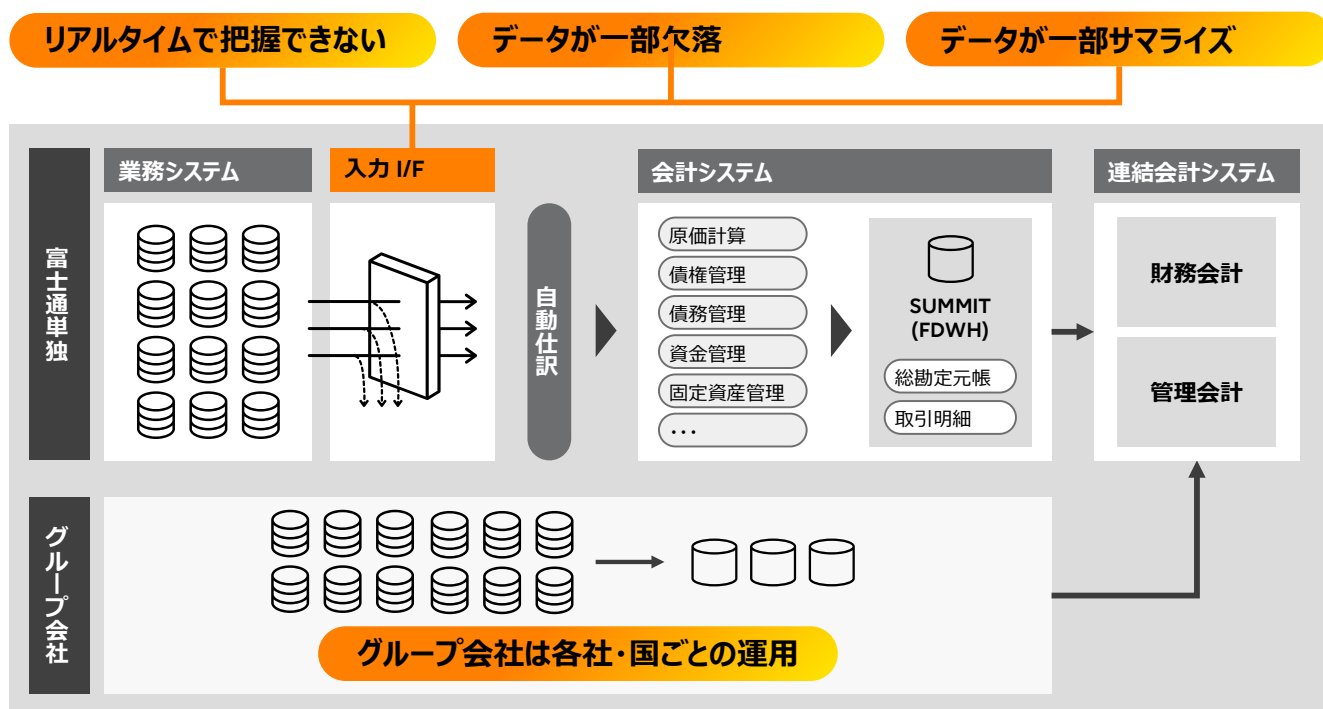 リアルタイムで把握できない
データが一部欠落
データが一部サマライズ
富士通単独
業務システム
入力 I/F
自動仕訳
会計システム
原価計算
債権管理
債務管理
資金管理
固定資産管理
・・・
SUMMIT
(FDWH)
総勘定元帳
取引明細
連結会計システム
財務会計
管理会計
グループ会社
グループ会社は各社・国ごとの運用